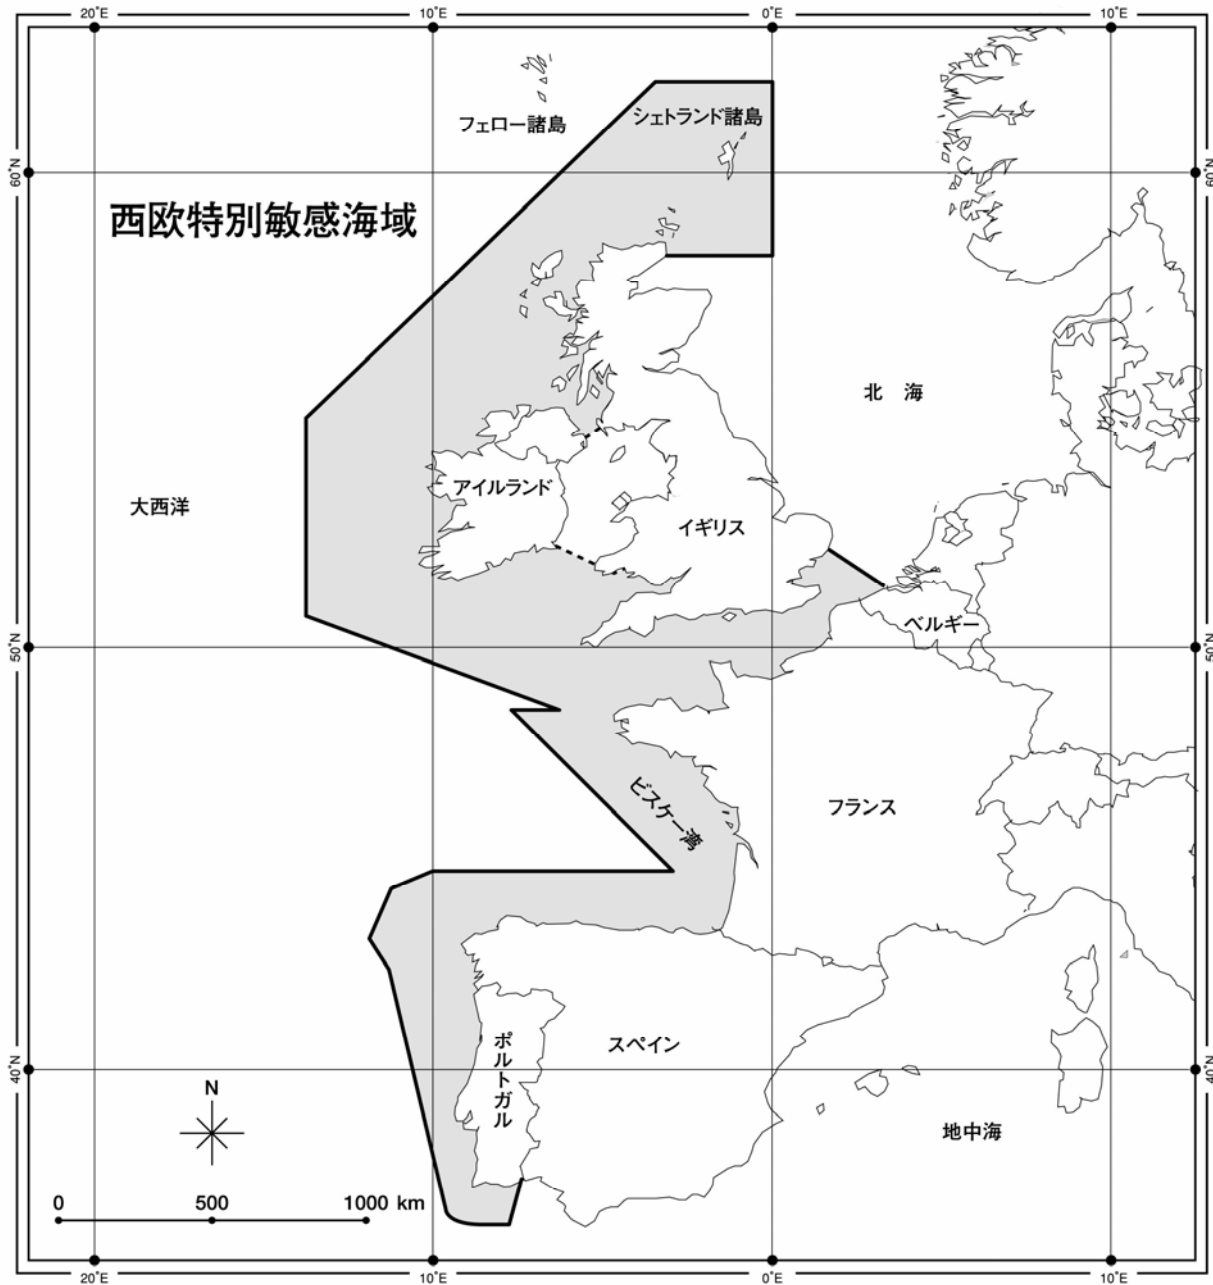 20°E 10°E 0°E 10°E
フェロー諸島
シェトランド諸島
60°N 60°N
西欧特別敏感海域
北 海
大西洋
アイルランド
イギリス
ベルギー
50°N 50°N
ビスケー湾
フランス
ポルトガル
スペイン
40°N 40°N
N
地中海
0 500 1000 km
20°E 10°E 0°E 10°E